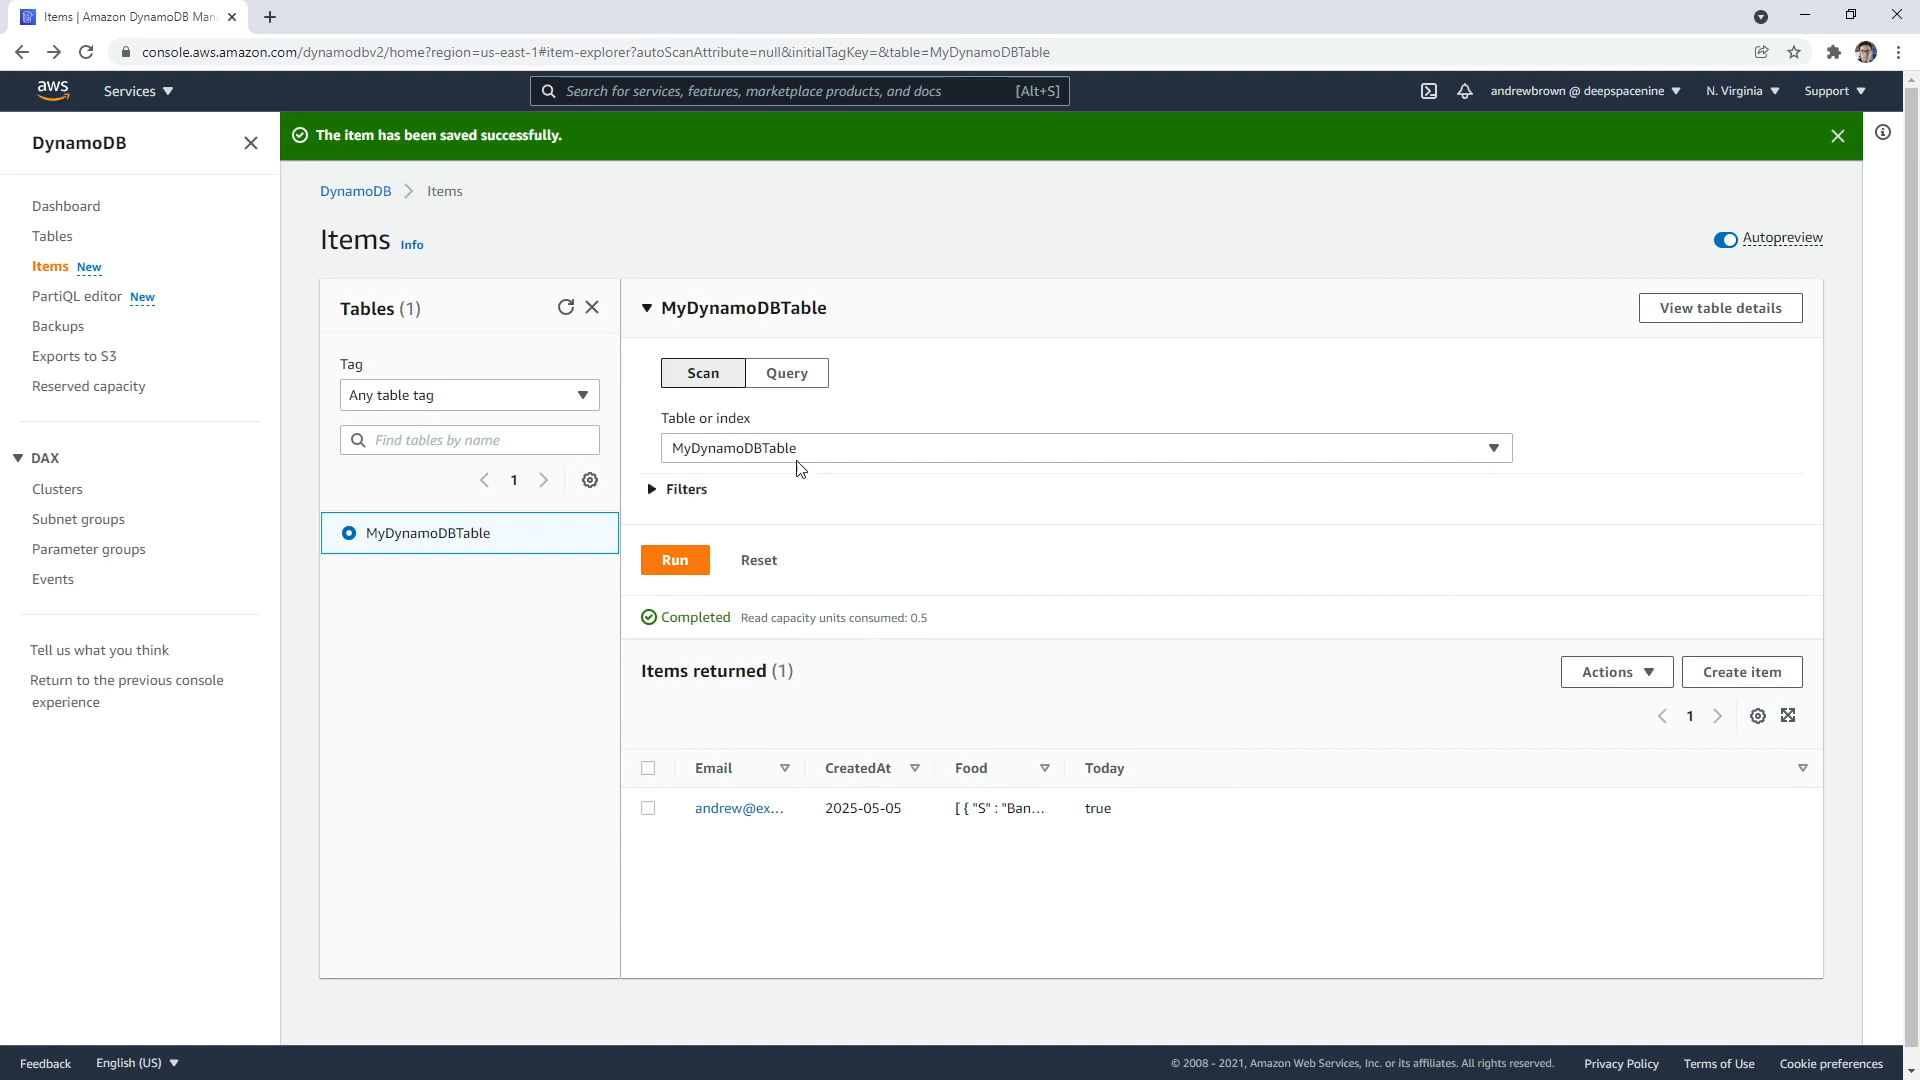 Items | Amazon DynamoDB Man
console.aws.amazon.com/dynamodbv2/home?region=us-east-1#item-explorer?autoScanAttribute=null&initialTagKey=&table=MyDynamoDBTable
aws
Services
Search for services, features, marketplace products, and docs
[Alt+S]
andrewbrown @ deepspacenine
N. Virginia
Support
DynamoDB
Dashboard
Tables
Items New
PartiQL editor New
Backups
Exports to S3
Reserved capacity
DAX
Clusters
Subnet groups
Parameter groups
Events
Tell us what you think
Return to the previous console
experience
The item has been saved successfully.
DynamoDB > Items
Items Info
Autopreview
Tables (1)
Tag
Any table tag
Find tables by name
1
MyDynamoDBTable
MyDynamoDBTable
View table details
Scan
Query
Table or index
MyDynamoDBTable
Filters
Run
Reset
Completed Read capacity units consumed: 0.5
Items returned (1)
Actions
Create item
1
Email CreatedAt Food Today
andrew@ex... 2025-05-05 [ { "S" : "Ban... true
Feedback
English (US)
© 2008 - 2021, Amazon Web Services, Inc. or its affiliates. All rights reserved.
Privacy Policy
Terms of Use
Cookie preferences